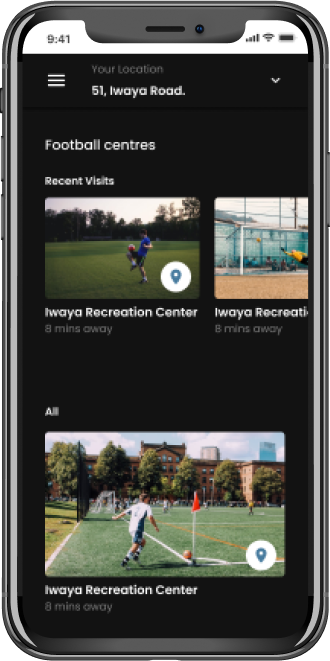 9:41
Your Location
51, Iwaya Road.
Football centres
Recent Visits
Iwaya Recreation Center
8 mins away
Iwaya Recreati
8 mins away
All
Iwaya Recreation Center
8 mins away